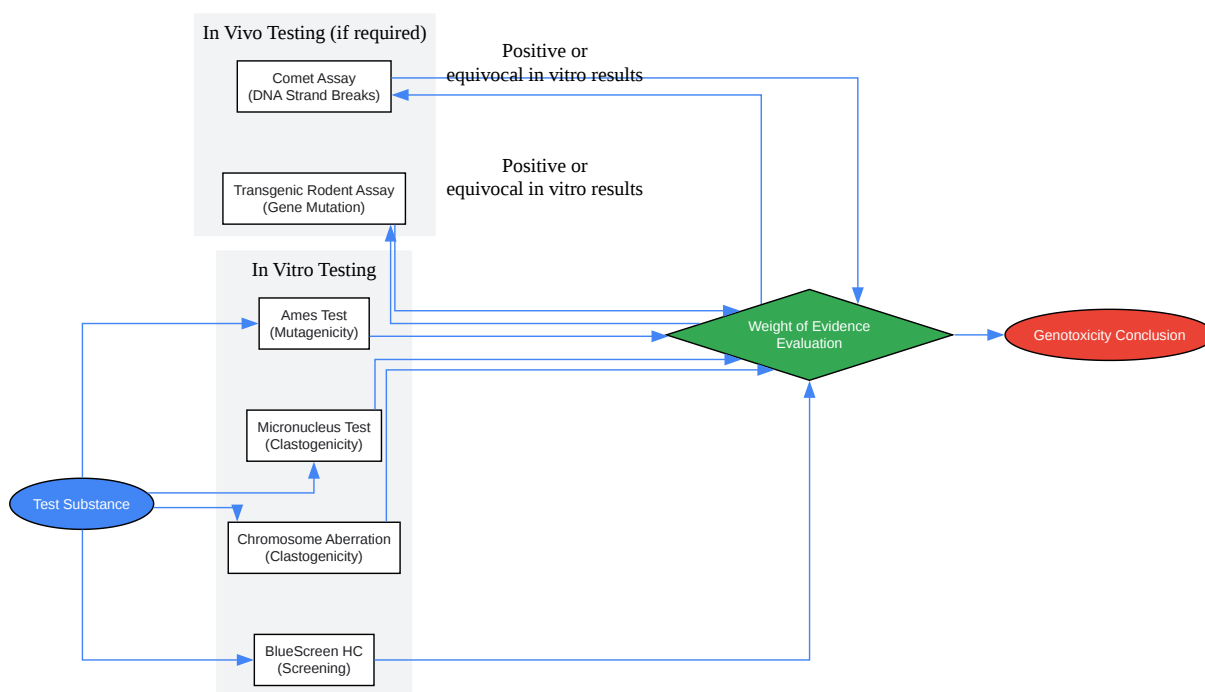 In Vivo Testing (if required)
Comet Assay
(DNA Strand Breaks)
Positive or
equivocal in vitro results
Transgenic Rodent Assay
(Gene Mutation)
Positive or
equivocal in vitro results
In Vitro Testing
Ames Test
(Mutagenicity)
Weight of Evidence
Evaluation
Genotoxicity Conclusion
Micronucleus Test
(Clastogenicity)
Test Substance
Chromosome Aberration
(Clastogenicity)
BlueScreen HC
(Screening)